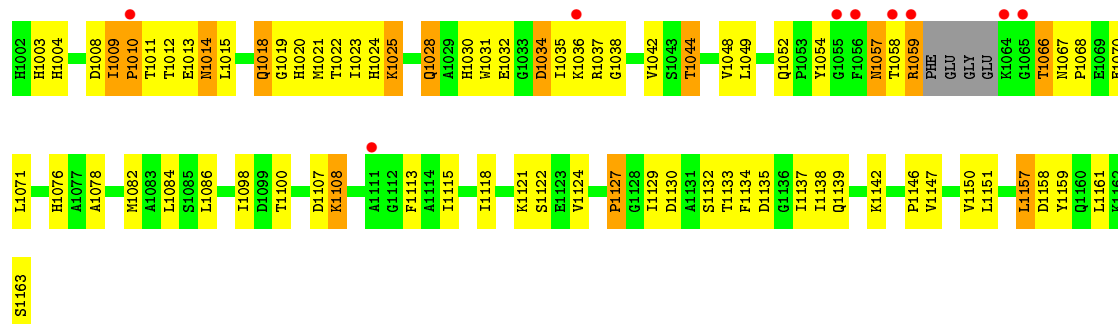 H1002 H1003 H1004 D1008 I1009 P1010 T1011 T1012 E1013 N1014 L1015 Q1018 G1019 H1020 M1021 T1022 I1023 H1024 K1025 Q1028 A1029 H1030 W1031 E1032 G1033 D1034 I1035 K1036 R1037 G1038 V1042 S1043 T1044 V1048 L1049 Q1052 P1053 Y1054 G1055 F1056 N1057 T1058 R1059 PHE GLU GLY GLU K1064 G1065 T1066 N1067 P1068 E1069 E1070
L1071 H1076 A1077 A1078 M1082 A1083 L1084 S1085 L1086 I1098 D1099 T1100 D1107 K1108 A1111 G1112 F1113 A1114 I1115 I1118 K1121 S1122 E1123 V1124 P1127 G1128 I1129 D1130 A1131 S1132 T1133 F1134 D1135 G1136 I1137 I1138 Q1139 K1142 P1146 V1147 V1150 L1151 L1157 D1158 Y1159 Q1160 L1161 K1162
S1163